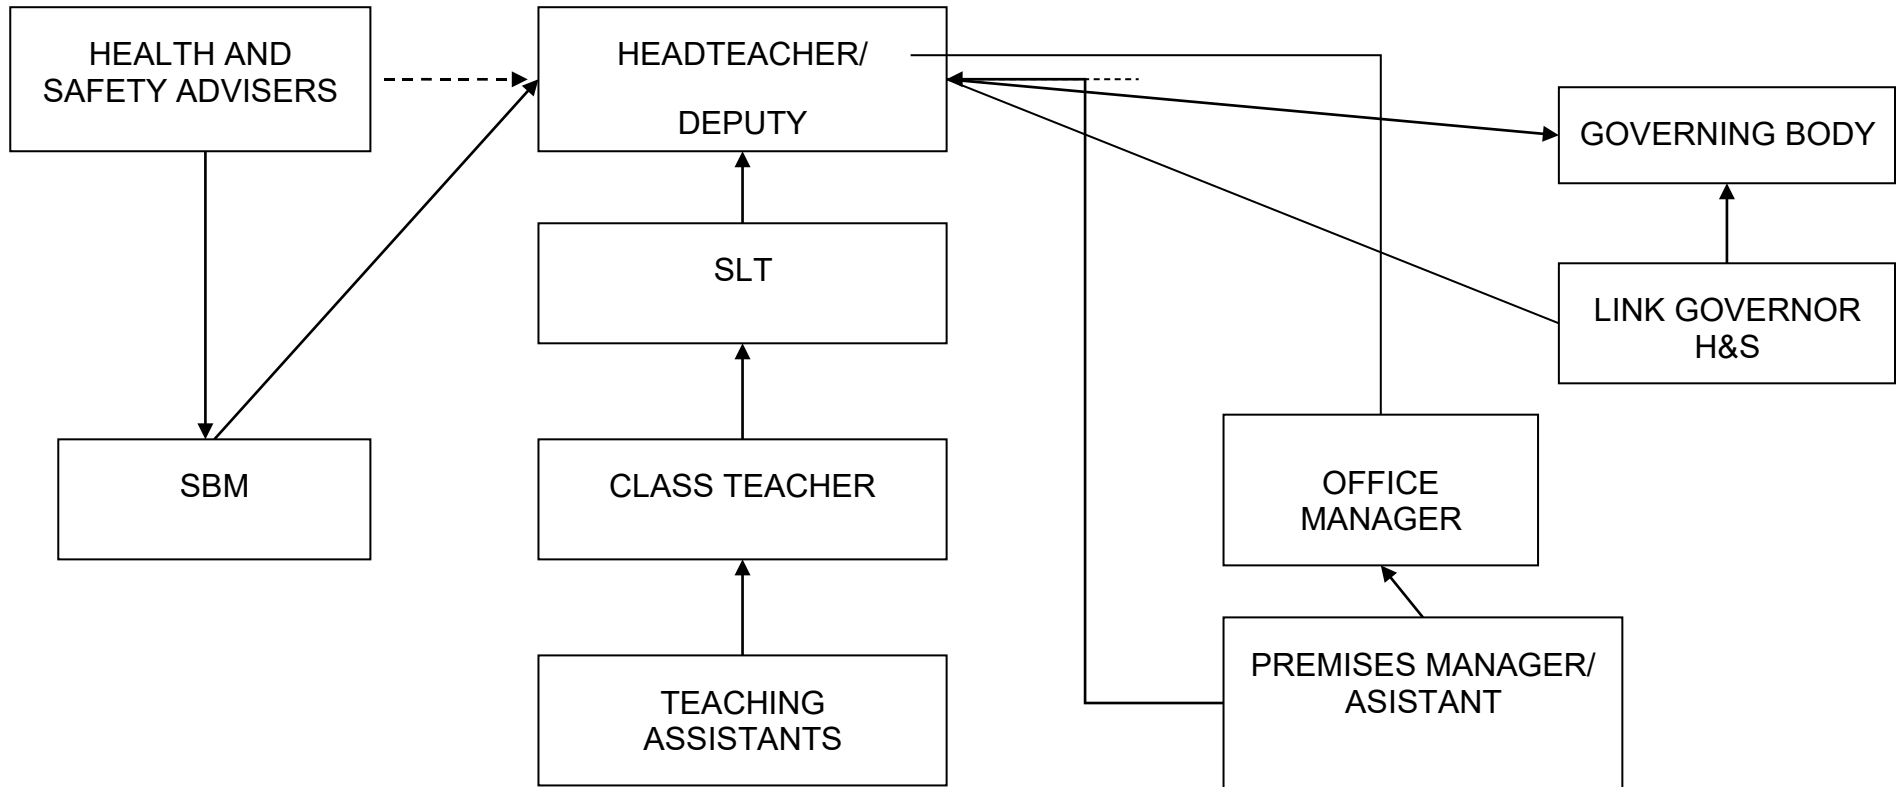 HEALTH AND
SAFETY ADVISERS
HEADTEACHER/
DEPUTY
GOVERNING BODY
SLT
LINK GOVERNOR
H&S
SBM
CLASS TEACHER
OFFICE
MANAGER
TEACHING
ASSISTANTS
PREMISES MANAGER/
ASISTANT